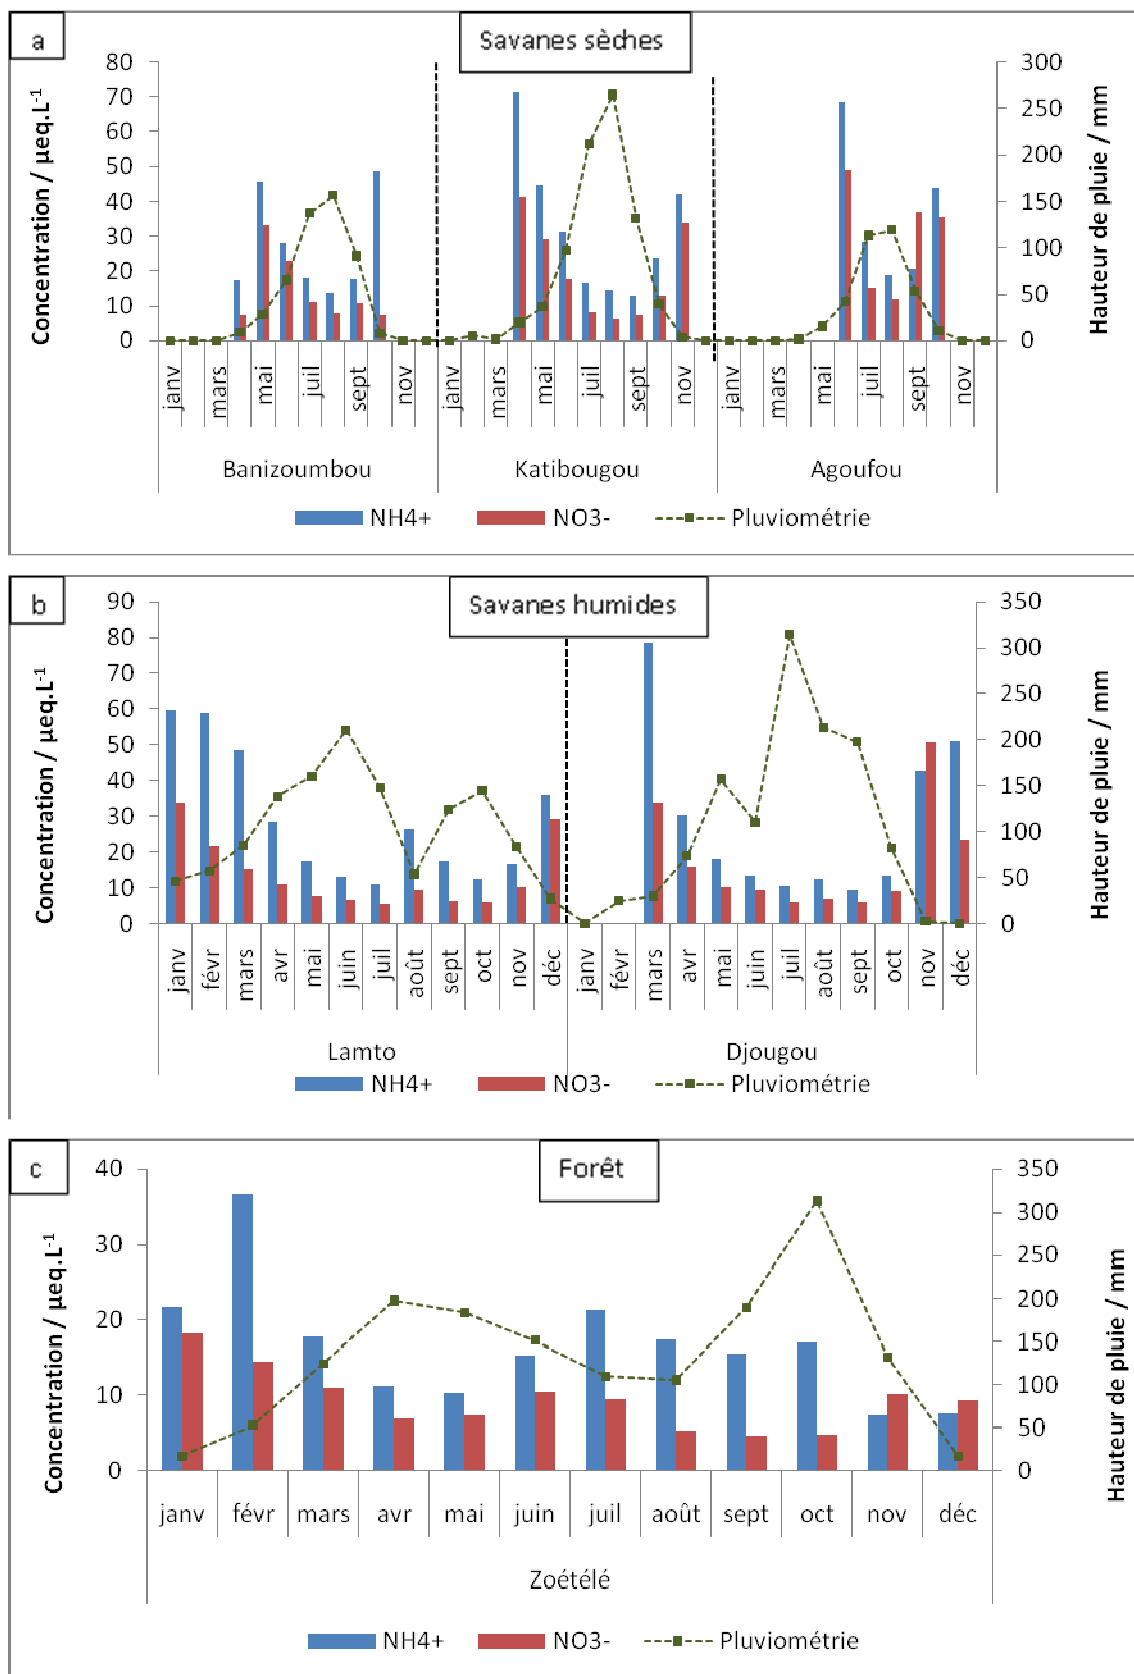 a
Savanes sèches
Concentration / µeq.L-1
80
70
60
50
40
30
20
10
0
300
250
200
150
100
50
0
Hauteur de pluie / mm
janv
mars
mai
juil
sept
nov
janv
mars
mai
juil
sept
nov
janv
mars
mai
juil
sept
nov
Banizoumbou
Katibougou
Agoufou
NH4+
NO3-
Pluviométrie
b
Savanes humides
Concentration / µeq.L-1
90
80
70
60
50
40
30
20
10
0
350
300
250
200
150
100
50
0
Hauteur de pluie / mm
janv
févr
mars
avr
mai
juin
juil
août
sept
oct
nov
déc
janv
févr
mars
avr
mai
juin
juil
août
sept
oct
nov
déc
Lamto
Djougou
NH4+
NO3-
Pluviométrie
c
Forêt
Concentration / µeq.L-1
40
30
20
10
0
350
300
250
200
150
100
50
0
Hauteur de pluie / mm
janv
févr
mars
avr
mai
juin
juil
août
sept
oct
nov
déc
Zoétélé
NH4+
NO3-
Pluviométrie